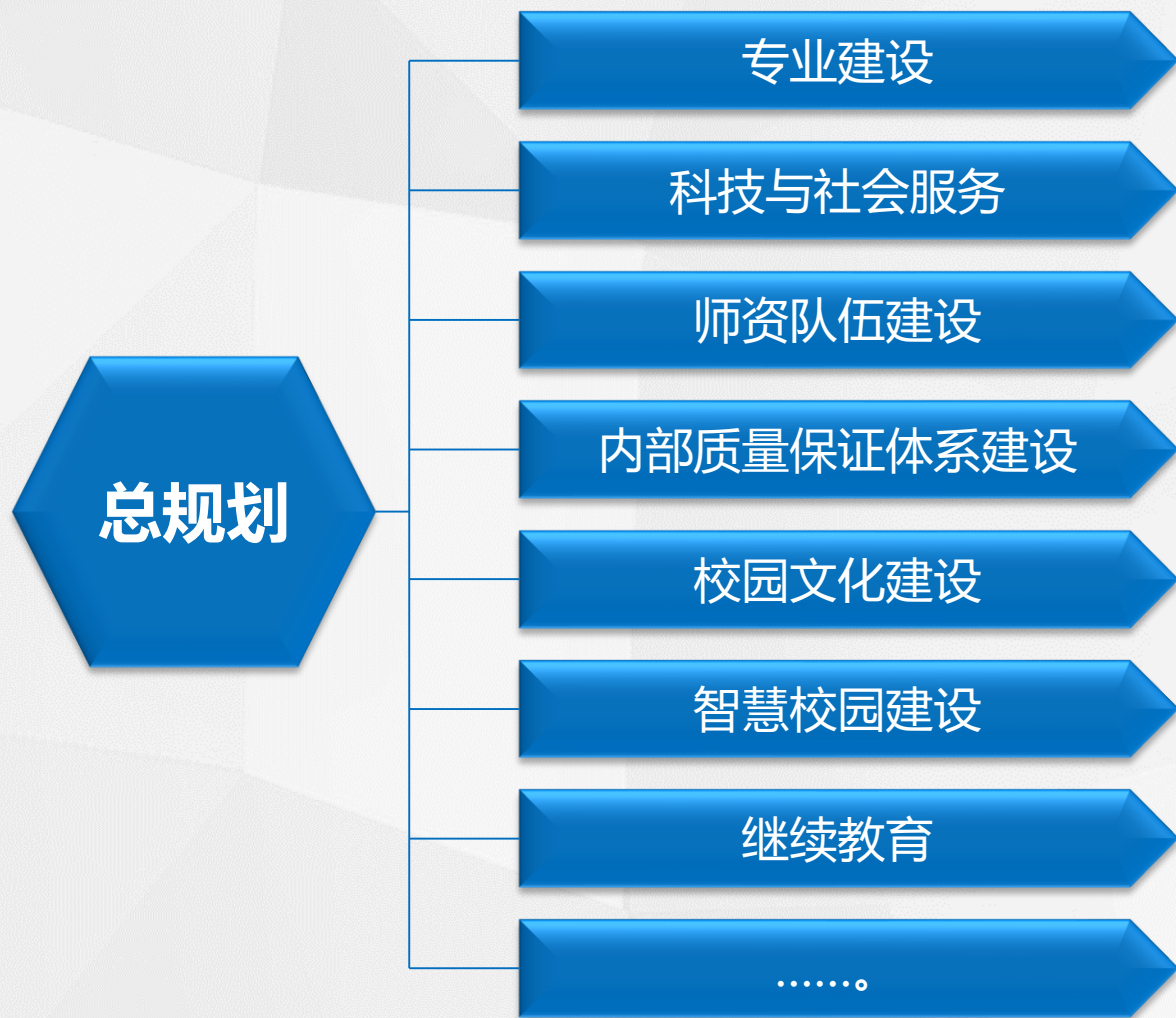 专业建设
科技与社会服务
师资队伍建设
内部质量保证体系建设
总规划
校园文化建设
智慧校园建设
继续教育
……。